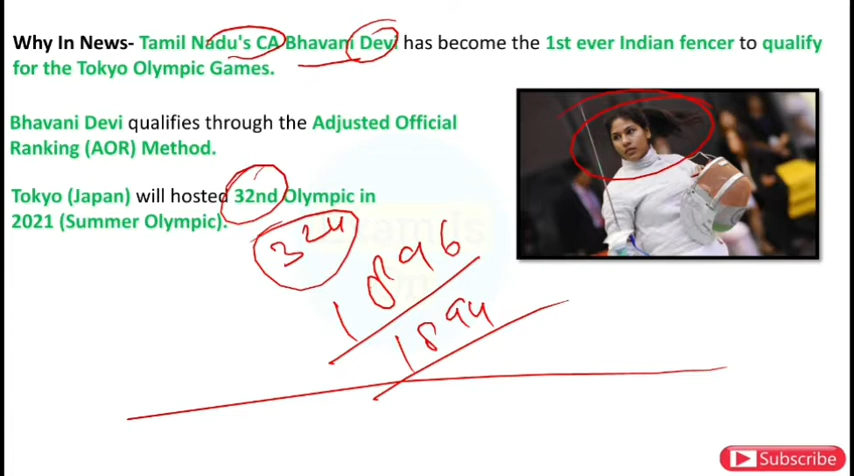 Why In News- Tamil Nadu's CA Bhavani Devi has become the 1st ever Indian fencer to qualify
for the Tokyo Olympic Games.
Bhavani Devi qualifies through the Adjusted Official
Ranking (AOR) Method.
Tokyo (Japan) will hosted 32nd Olympic in
2021 (Summer Olympic).
1896
1894
Subscribe